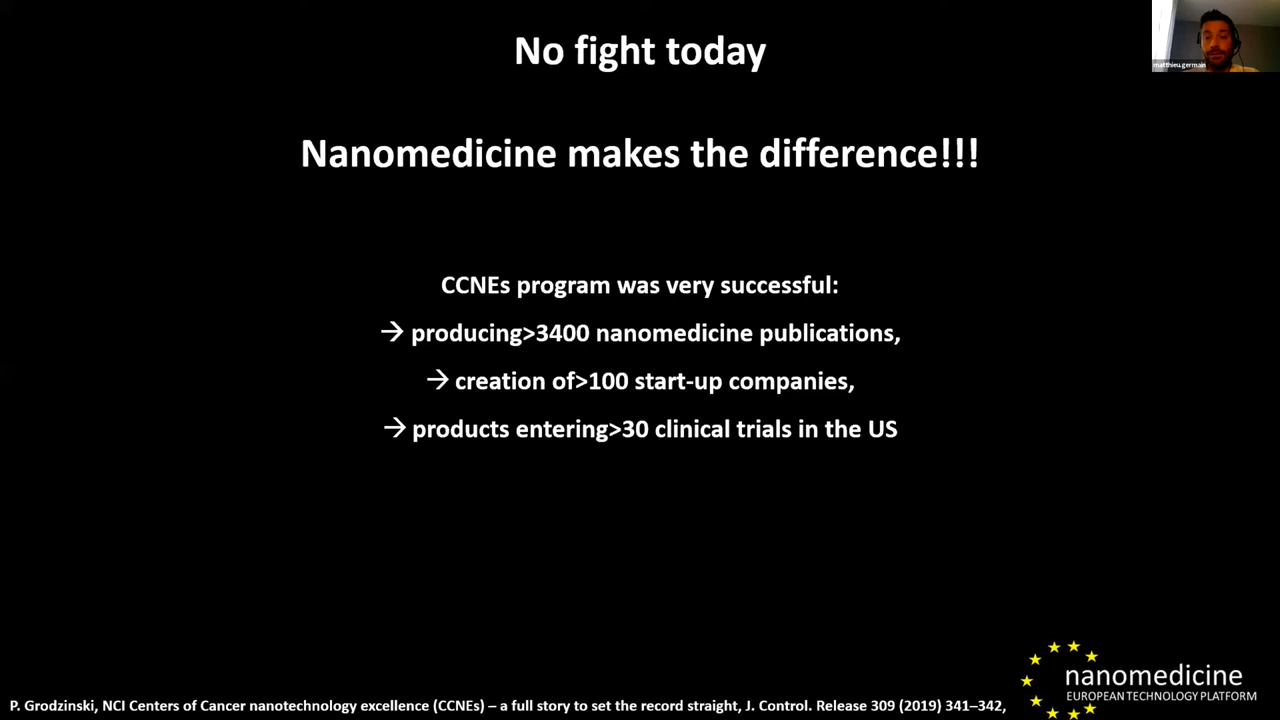 No fight today
matthieu.germain
Nanomedicine makes the difference!!!
CCNEs program was very successful:
→ producing>3400 nanomedicine publications,
→ creation of>100 start-up companies,
→ products entering>30 clinical trials in the US
nanomedicine
EUROPEAN TECHNOLOGY PLATFORM
P. Grodzinski, NCI Centers of Cancer nanotechnology excellence (CCNEs) – a full story to set the record straight, J. Control. Release 309 (2019) 341–342,